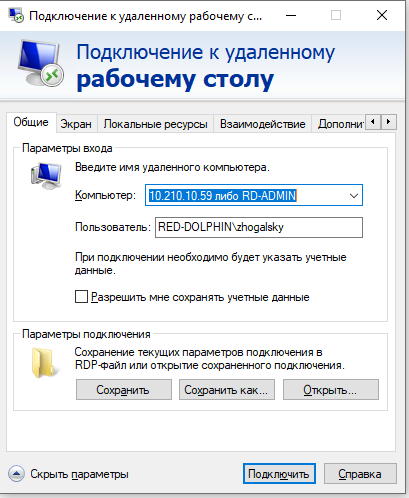 Подключение к удаленному рабочему с...
Подключение к удаленному
рабочему столу
Общие Экран Локальные ресурсы Взаимодействие Дополнит
Параметры входа
Введите имя удаленного компьютера.
Компьютер: 10.210.10.59 либо RD-ADMIN
Пользователь: RED-DOLPHIN\zhogalsky
При подключении необходимо будет указать учетные
данные.
Разрешить мне сохранять учетные данные
Параметры подключения
Сохранение текущих параметров подключения в
RDP-файл или открытие сохраненного подключения.
Сохранить Сохранить как... Открыть...
Скрыть параметры Подключить Справка